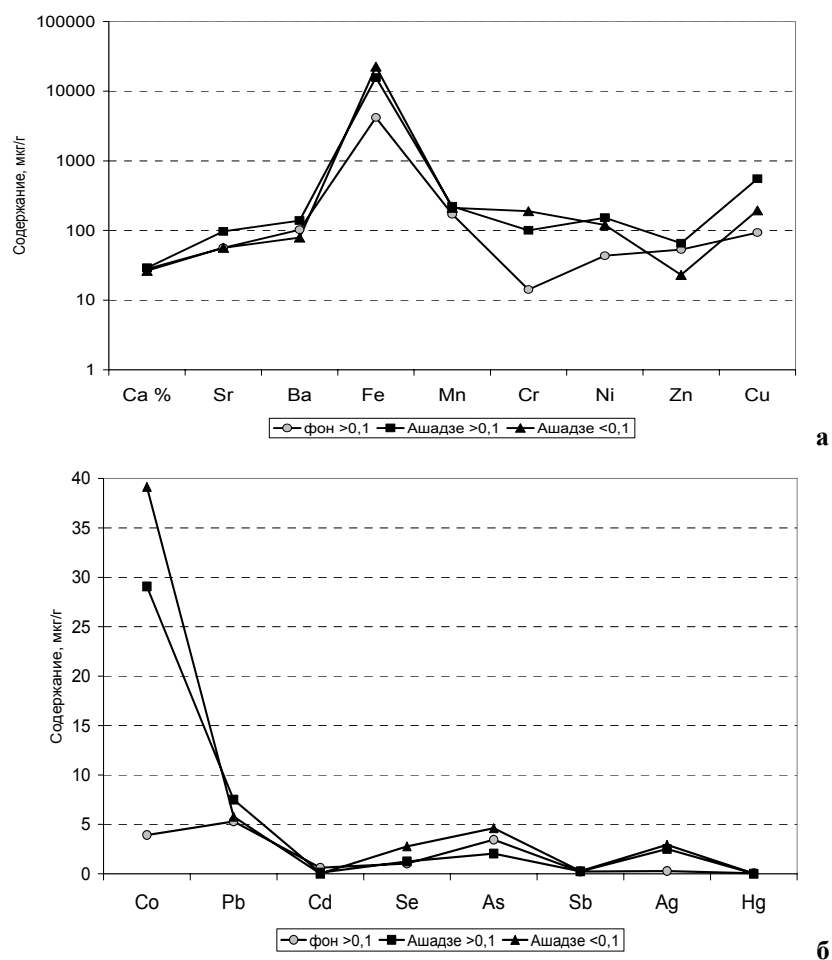 100000
10000
1000
100
10
1
Содержание, мкг/г
Ca % Sr Ba Fe Mn Cr Ni Zn Cu
фон >0,1 Ашадзе >0,1 Ашадзе <0,1
а
40
35
30
25
20
15
10
5
0
Содержание, мкг/г
Co Pb Cd Se As Sb Ag Hg
фон >0,1 Ашадзе >0,1 Ашадзе <0,1
б